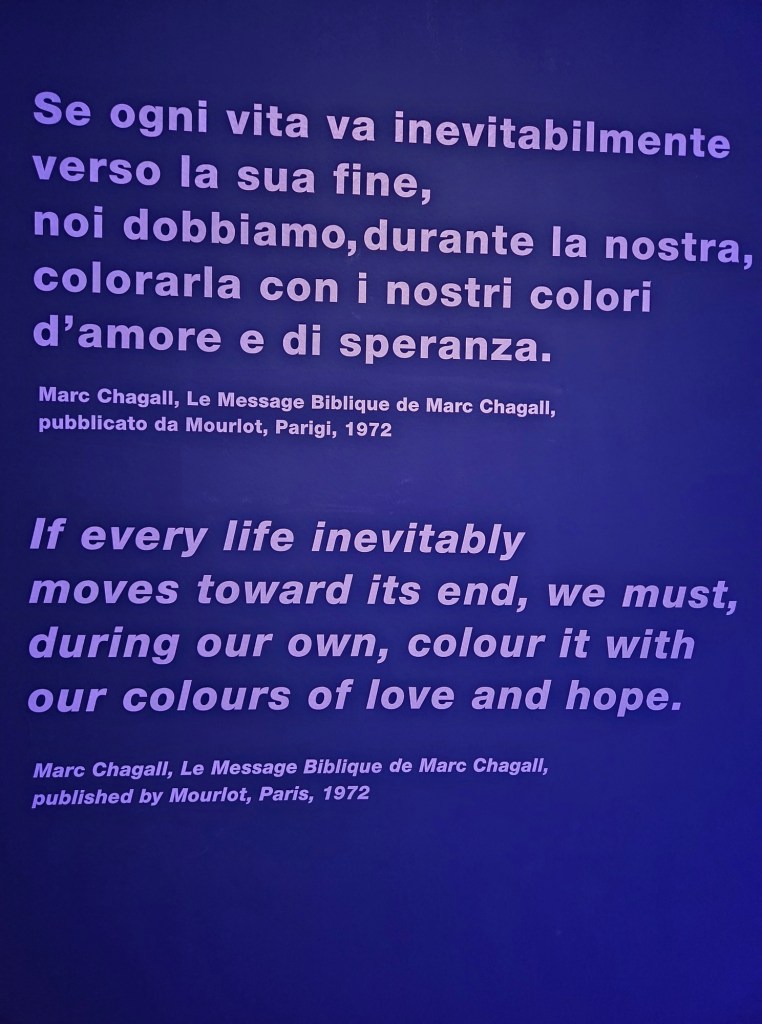 Se ogni vita va inevitabilmente
verso la sua fine,
noi dobbiamo,durante la nostra,
colorarla con i nostri colori
d’amore e di speranza.
Marc Chagall, Le Message Biblique de Marc Chagall,
pubblicato da Mourlot, Parigi, 1972
If every life inevitably
moves toward its end, we must,
during our own, colour it with
our colours of love and hope.
Marc Chagall, Le Message Biblique de Marc Chagall,
published by Mourlot, Paris, 1972